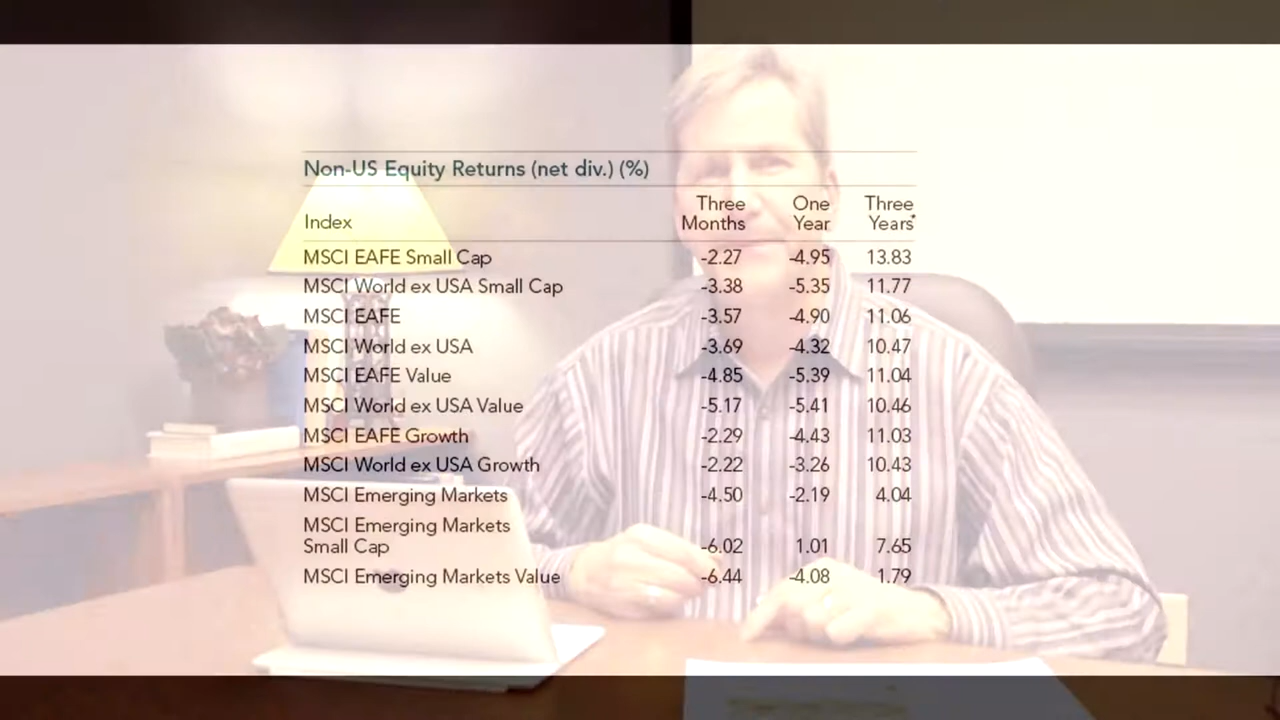 Non-US Equity Returns (net div.) (%)
Index Three Months One Year Three Years*
MSCI EAFE Small Cap -2.27 -4.95 13.83
MSCI World ex USA Small Cap -3.38 -5.35 11.77
MSCI EAFE -3.57 -4.90 11.06
MSCI World ex USA -3.69 -4.32 10.47
MSCI EAFE Value -4.85 -5.39 11.04
MSCI World ex USA Value -5.17 -5.41 10.46
MSCI EAFE Growth -2.29 -4.43 11.03
MSCI World ex USA Growth -2.22 -3.26 10.43
MSCI Emerging Markets -4.50 -2.19 4.04
MSCI Emerging Markets
Small Cap -6.02 1.01 7.65
MSCI Emerging Markets Value -6.44 -4.08 1.79